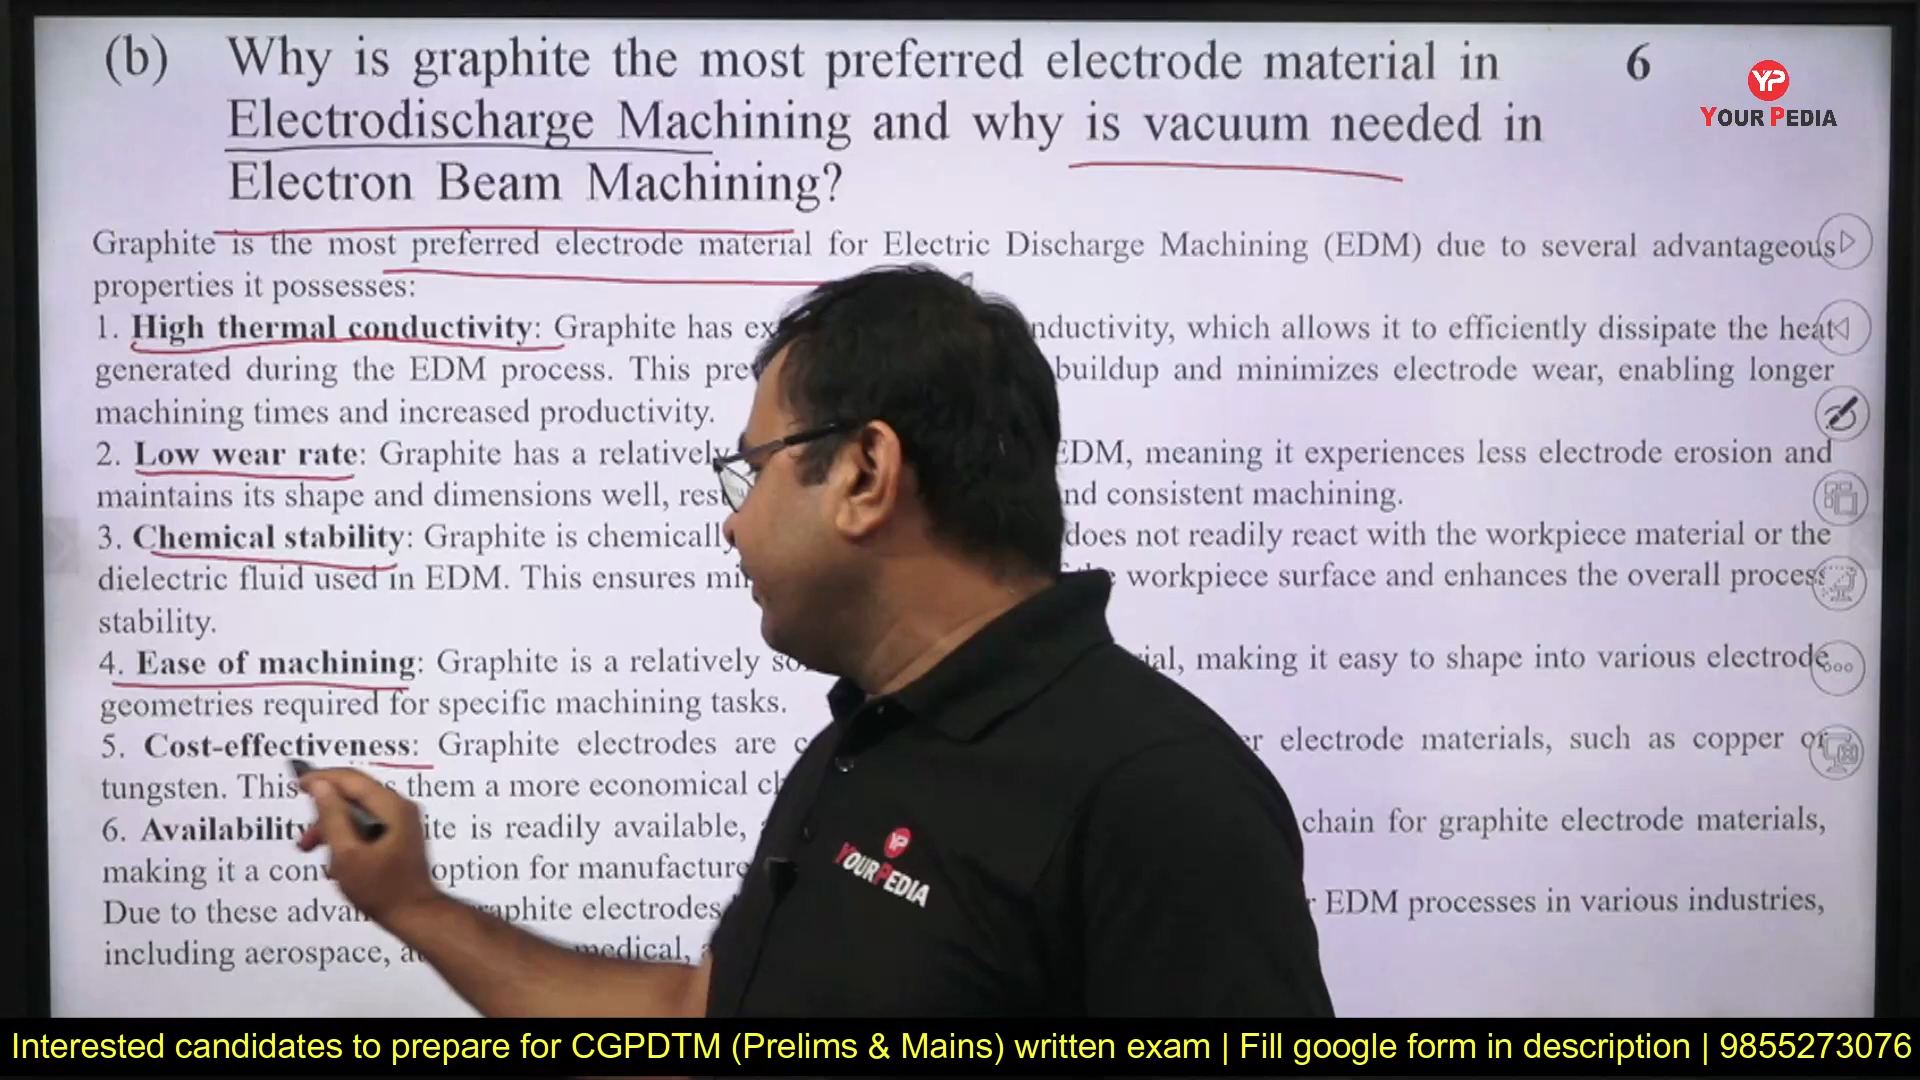 (b) Why is graphite the most preferred electrode material in 6
Electrodischarge Machining and why is vacuum needed in
Electron Beam Machining?
YP
YOUR PEDIA
Graphite is the most preferred electrode material for Electric Discharge Machining (EDM) due to several advantageous
properties it possesses:
1. High thermal conductivity: Graphite has nductivity, which allows it to efficiently dissipate the heat
generated during the EDM process. This buildup and minimizes electrode wear, enabling longer
machining times and increased productivity.
2. Low wear rate: Graphite has a relatively EDM, meaning it experiences less electrode erosion and
maintains its shape and dimensions well, nd consistent machining.
3. Chemical stability: Graphite is chemically does not readily react with the workpiece material or the
dielectric fluid used in EDM. This ensures workpiece surface and enhances the overall process
stability.
4. Ease of machining: Graphite is a relatively ial, making it easy to shape into various electrode
geometries required for specific machining tasks.
5. Cost-effectiveness: Graphite electrodes are electrode materials, such as copper or
tungsten. This them a more economical
6. Availability ite is readily available, chain for graphite electrode materials,
making it a option for manufacture
Due to these graphite electrodes EDM processes in various industries,
including aerospace, medical,
YP
YOURPEDIA
Interested candidates to prepare for CGPDTM (Prelims & Mains) written exam | Fill google form in description | 9855273076